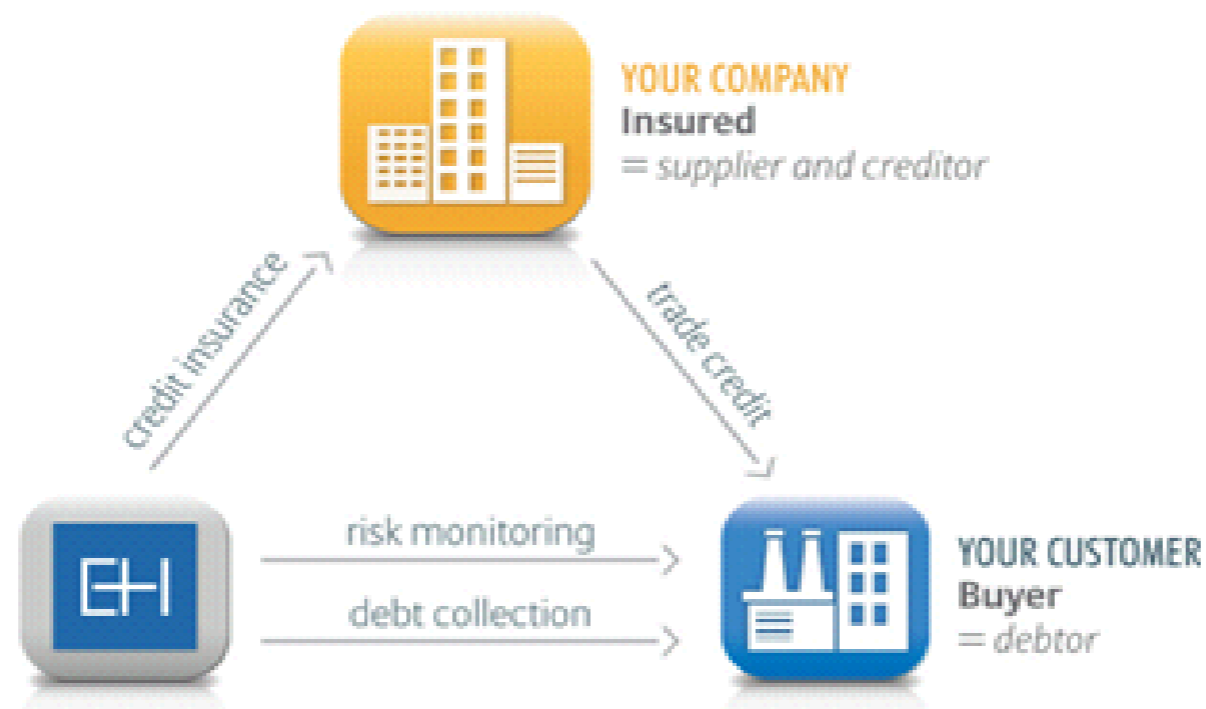 YOUR COMPANY
Insured
= supplier and creditor
credit insurance
trade credit
risk monitoring
debt collection
EH
YOUR CUSTOMER
Buyer
= debtor